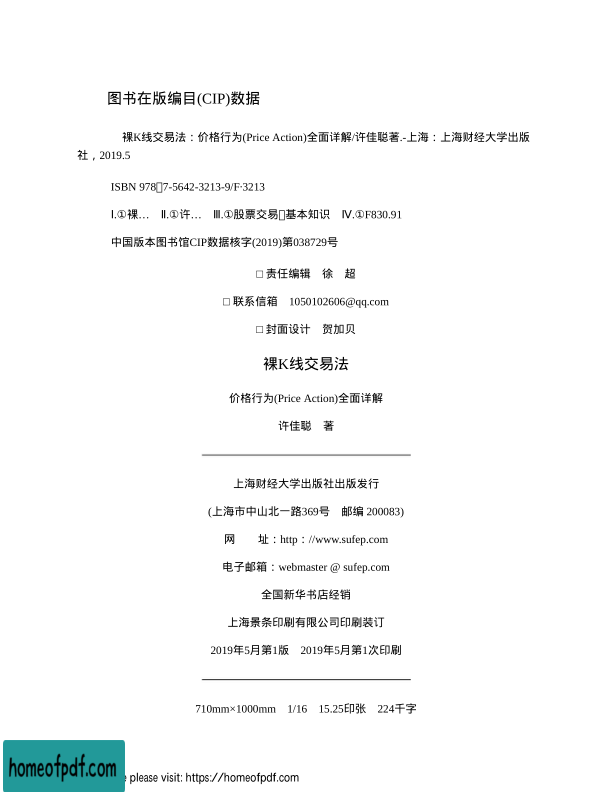 图书在版编目(CIP)数据
裸K线交易法：价格行为(Price Action)全面详解/许佳聪著.-上海：上海财经大学出版
社，2019.5
ISBN 978□7-5642-3213-9/F·3213
Ⅰ.①裸… Ⅱ.①许… Ⅲ.①股票交易□基本知识 Ⅳ.①F830.91
中国版本图书馆CIP数据核字(2019)第038729号
□ 责任编辑 徐 超
□ 联系信箱 1050102606@qq.com
□ 封面设计 贺加贝
裸K线交易法
价格行为(Price Action)全面详解
许佳聪 著
上海财经大学出版社出版发行
(上海市中山北一路369号 邮编 200083)
网 址：http：//www.sufep.com
电子邮箱：webmaster @ sufep.com
全国新华书店经销
上海景条印刷有限公司印刷装订
2019年5月第1版 2019年5月第1次印刷
710mm×1000mm 1/16 15.25印张 224千字
homeofpdf.com
please visit: https://homeofpdf.com